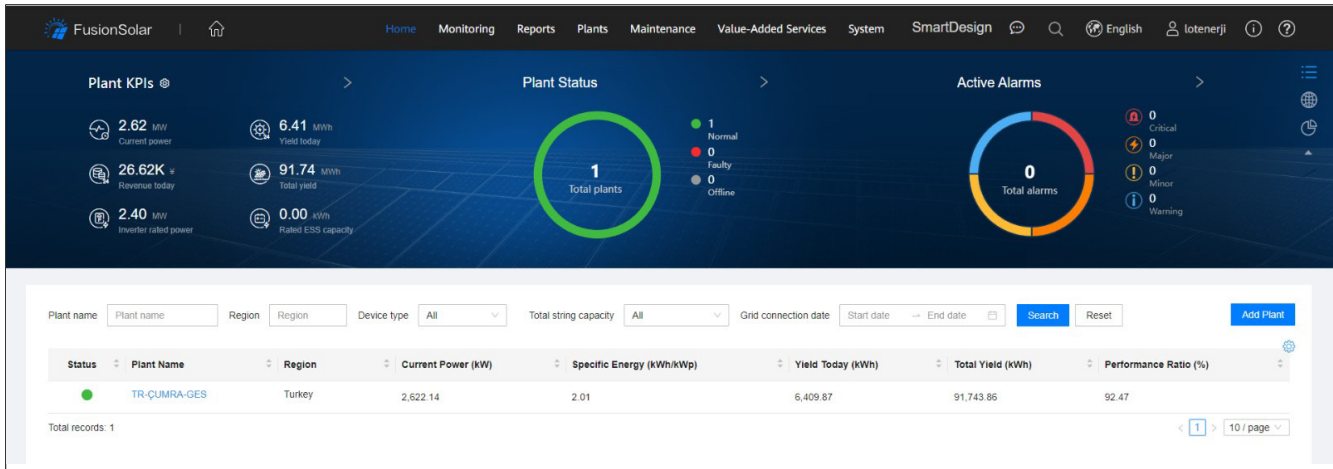 FusionSolar Home Monitoring Reports Plants Maintenance Value-Added Services System SmartDesign English lotenerji
Plant KPIs
2.62 MW
Current power
6.41 MWh
Yield today
26.62K ¥
Revenue today
91.74 MWh
Total yield
2.40 MW
Inverter rated power
0.00 kWh
Rated ESS capacity
Plant Status
1
Total plants
1
Normal
0
Faulty
0
Offline
Active Alarms
0
Total alarms
0
Critical
0
Major
0
Minor
0
Warning
Plant name Plant name Region Region Device type All Total string capacity All Grid connection date Start date → End date Search Reset Add Plant
Status Plant Name Region Current Power (kW) Specific Energy (kWh/kWp) Yield Today (kWh) Total Yield (kWh) Performance Ratio (%)
TR-ÇUMRA-GES Turkey 2,622.14 2.01 6,409.87 91,743.86 92.47
Total records: 1 < 1 > 10 / page